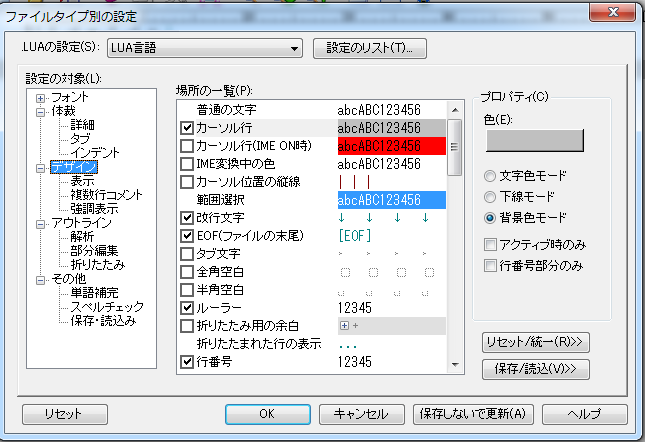 ファイルタイプ別の設定
.LUAの設定(S):
LUA言語
設定のリスト(T)...
設定の対象(L):
フォント
体裁
詳細
タブ
インデント
デザイン
表示
複数行コメント
強調表示
アウトライン
解析
部分編集
折りたたみ
その他
単語補完
スペルチェック
保存・読込み
場所の一覧(P):
普通の文字 abcABC123456
カーソル行 abcABC123456
カーソル行(IME ON時) abcABC123456
IME変換中の色 abcABC123456
カーソル位置の縦線
範囲選択 abcABC123456
改行文字 ↓ ↓ ↓ ↓
EOF(ファイルの末尾) [EOF]
タブ文字
全角空白
半角空白
ルーラー 12345
折りたたみ用の余白
折りたたまれた行の表示 ...
行番号 12345
プロパティ(C)
色(E):
文字色モード
下線モード
背景色モード
アクティブ時のみ
行番号部分のみ
リセット/統一(R)>>
保存/読込(V)>>
リセット
OK
キャンセル
保存しないで更新(A)
ヘルプ